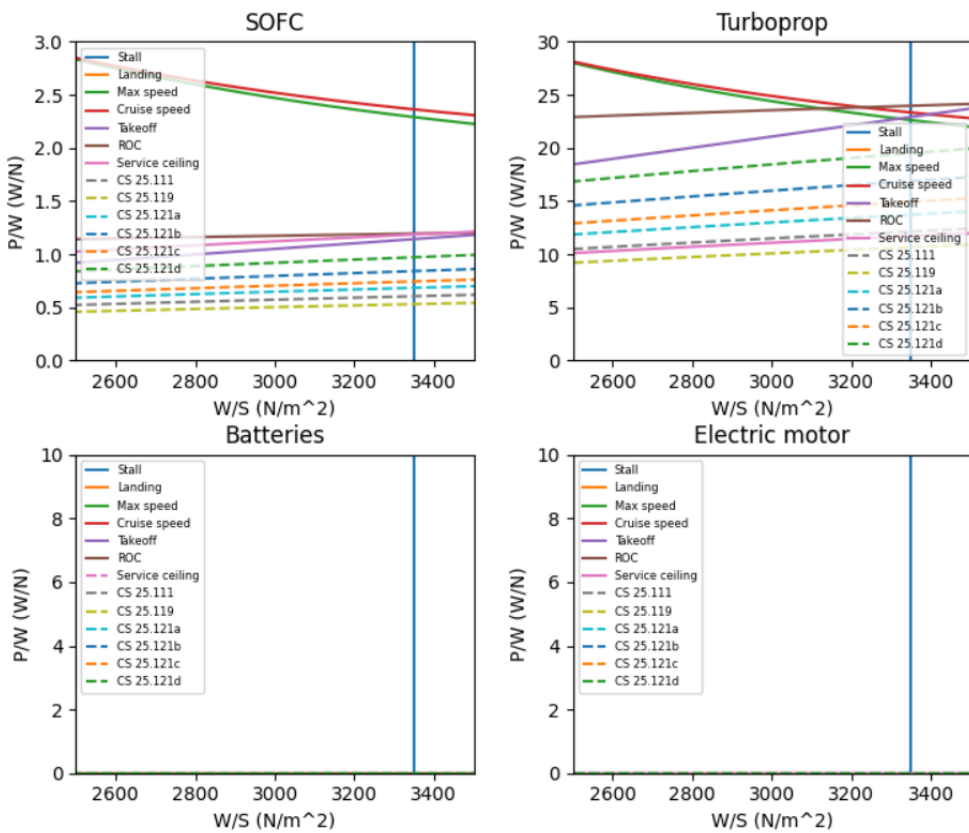 SOFC
3.0
2.5
2.0
1.5
1.0
0.5
0.0
P/W (W/N)
Stall
Landing
Max speed
Cruise speed
Takeoff
ROC
Service ceiling
CS 25.111
CS 25.119
CS 25.121a
CS 25.121b
CS 25.121c
CS 25.121d
2600 2800 3000 3200 3400
W/S (N/m^2)
Turboprop
30
25
20
15
10
5
0
P/W (W/N)
Stall
Landing
Max speed
Cruise speed
Takeoff
ROC
Service ceiling
CS 25.111
CS 25.119
CS 25.121a
CS 25.121b
CS 25.121c
CS 25.121d
2600 2800 3000 3200 3400
W/S (N/m^2)
Batteries
10
8
6
4
2
0
P/W (W/N)
Stall
Landing
Max speed
Cruise speed
Takeoff
ROC
Service ceiling
CS 25.111
CS 25.119
CS 25.121a
CS 25.121b
CS 25.121c
CS 25.121d
2600 2800 3000 3200 3400
W/S (N/m^2)
Electric motor
10
8
6
4
2
0
P/W (W/N)
Stall
Landing
Max speed
Cruise speed
Takeoff
ROC
Service ceiling
CS 25.111
CS 25.119
CS 25.121a
CS 25.121b
CS 25.121c
CS 25.121d
2600 2800 3000 3200 3400
W/S (N/m^2)